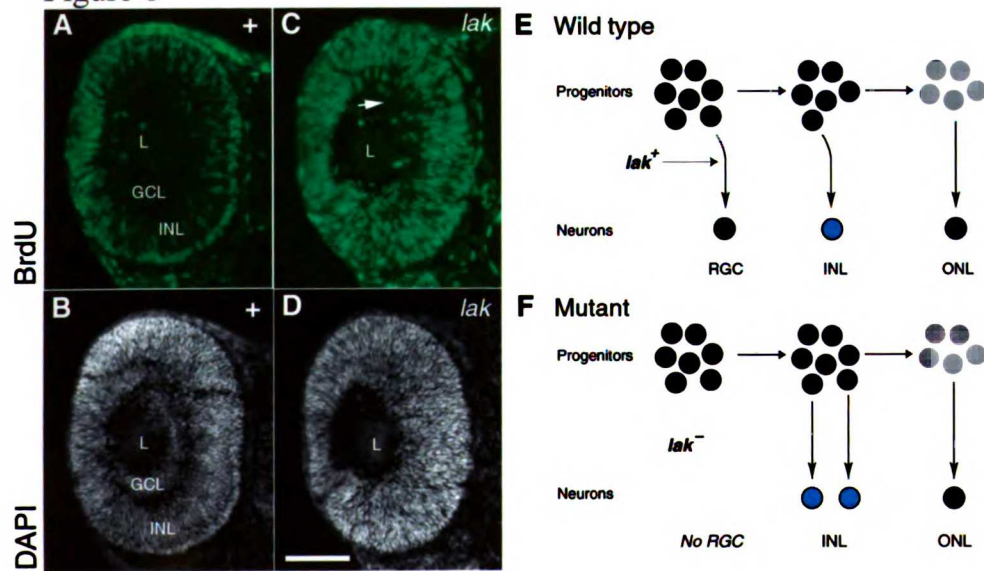 A
+
L
GCL
INL
BrdU
B
+
L
GCL
INL
DAPI
C
lak
L
D
lak
L
E Wild type
Progenitors
lak+
Neurons
RGC
INL
ONL
F Mutant
Progenitors
lak−
Neurons
No RGC
INL
ONL